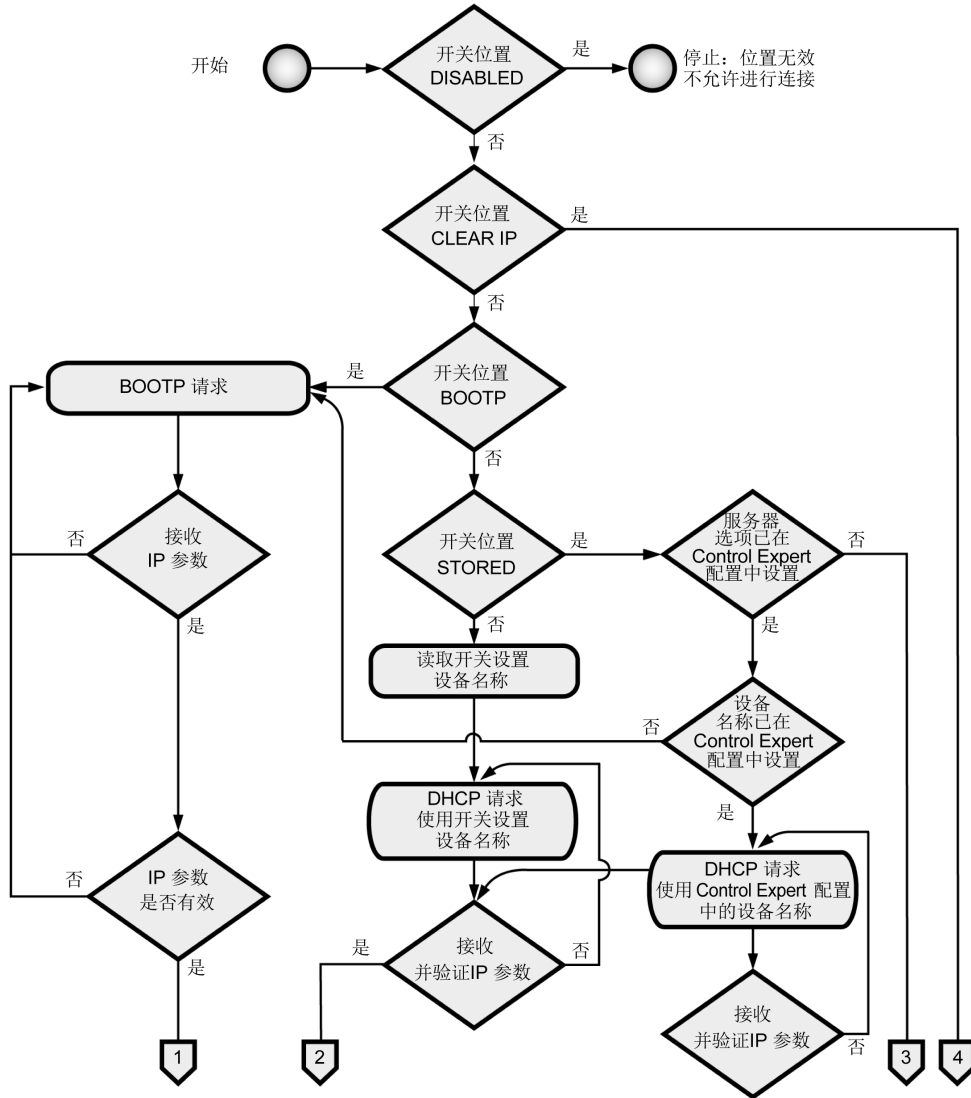 开始
开关位置
DISABLED
是
停止：位置无效
不允许进行连接
否
开关位置
CLEAR IP
是
否
BOOTP 请求
是
开关位置
BOOTP
否
否
接收
IP 参数
是
开关位置
STORED
是
服务器
选项已在
Control Expert
配置中设置
否
否
是
读取开关设置
设备名称
否
设备
名称已在
Control Expert
配置中设置
DHCP 请求
使用开关设置
设备名称
是
否
IP 参数
是否有效
是
DHCP 请求
使用 Control Expert 配置
中的设备名称
是
接收
并验证IP 参数
否
接收
并验证IP 参数
否
1
2
3
4